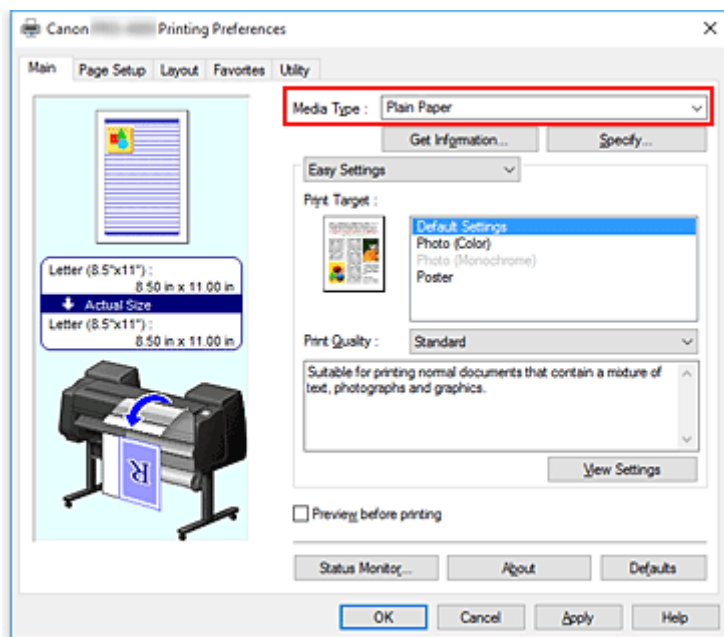 Canon Printing Preferences
Main Page Setup Layout Favorites Utility
Media Type : Plain Paper
Get Information... Specify...
Easy Settings
Print Target :
Default Settings
Photo (Color)
Photo (Monochrome)
Poster
Letter (8.5"x11") :
8.50 in x 11.00 in
Actual Size
Letter (8.5"x11") :
8.50 in x 11.00 in
R
Print Quality : Standard
Suitable for printing normal documents that contain a mixture of
text, photographs and graphics.
View Settings
Preview before printing
Status Monitor... About Defaults
OK Cancel Apply Help